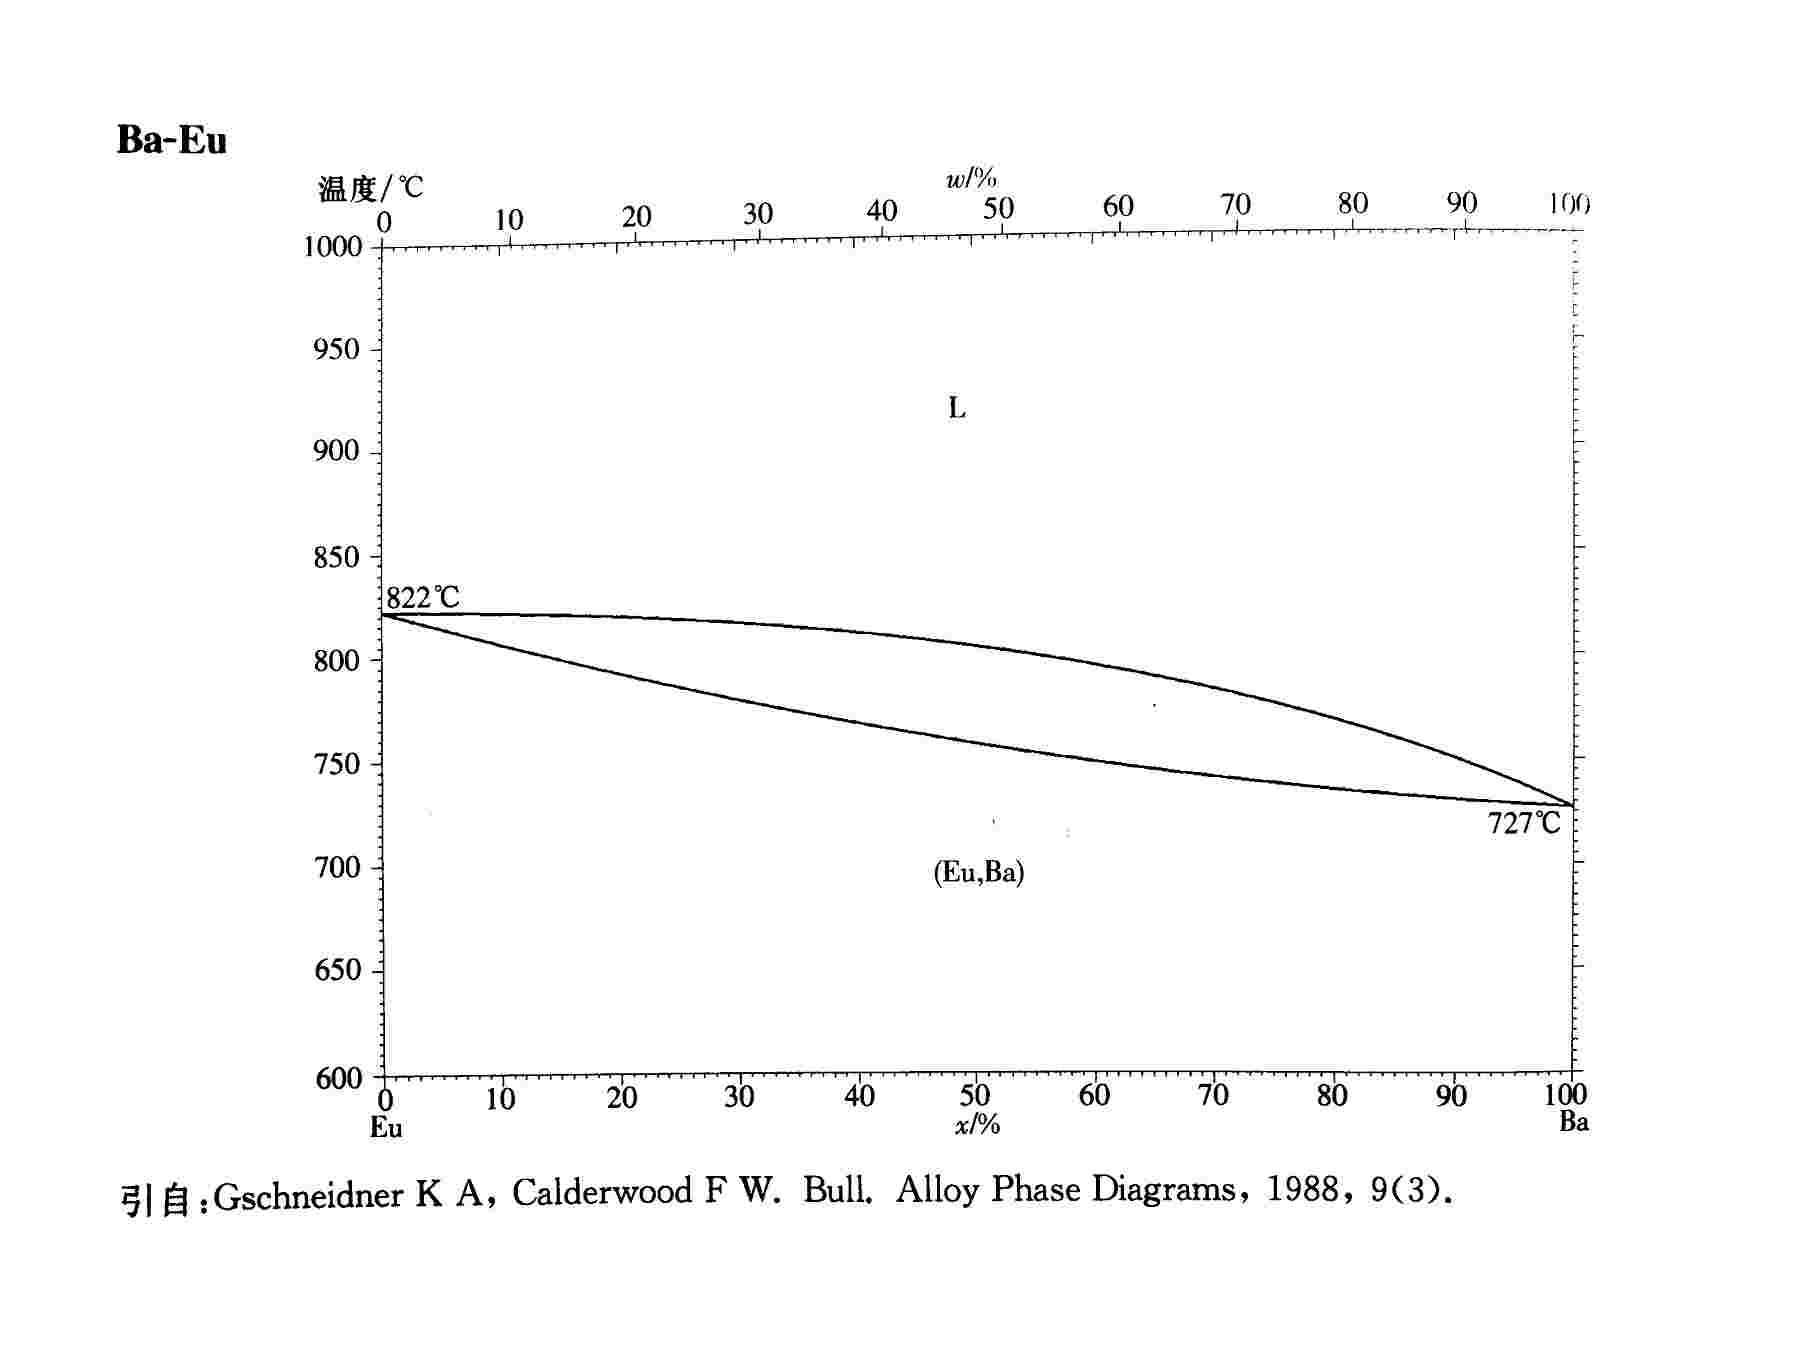 Ba-Eu
温度/℃
w/%
0 10 20 30 40 50 60 70 80 90 100
1000
950
L
900
850
822℃
800
750
727℃
700
(Eu,Ba)
650
600
0 10 20 30 40 50 60 70 80 90 100
Eu x/% Ba
引自:Gschneidner K A, Calderwood F W. Bull. Alloy Phase Diagrams, 1988, 9(3).